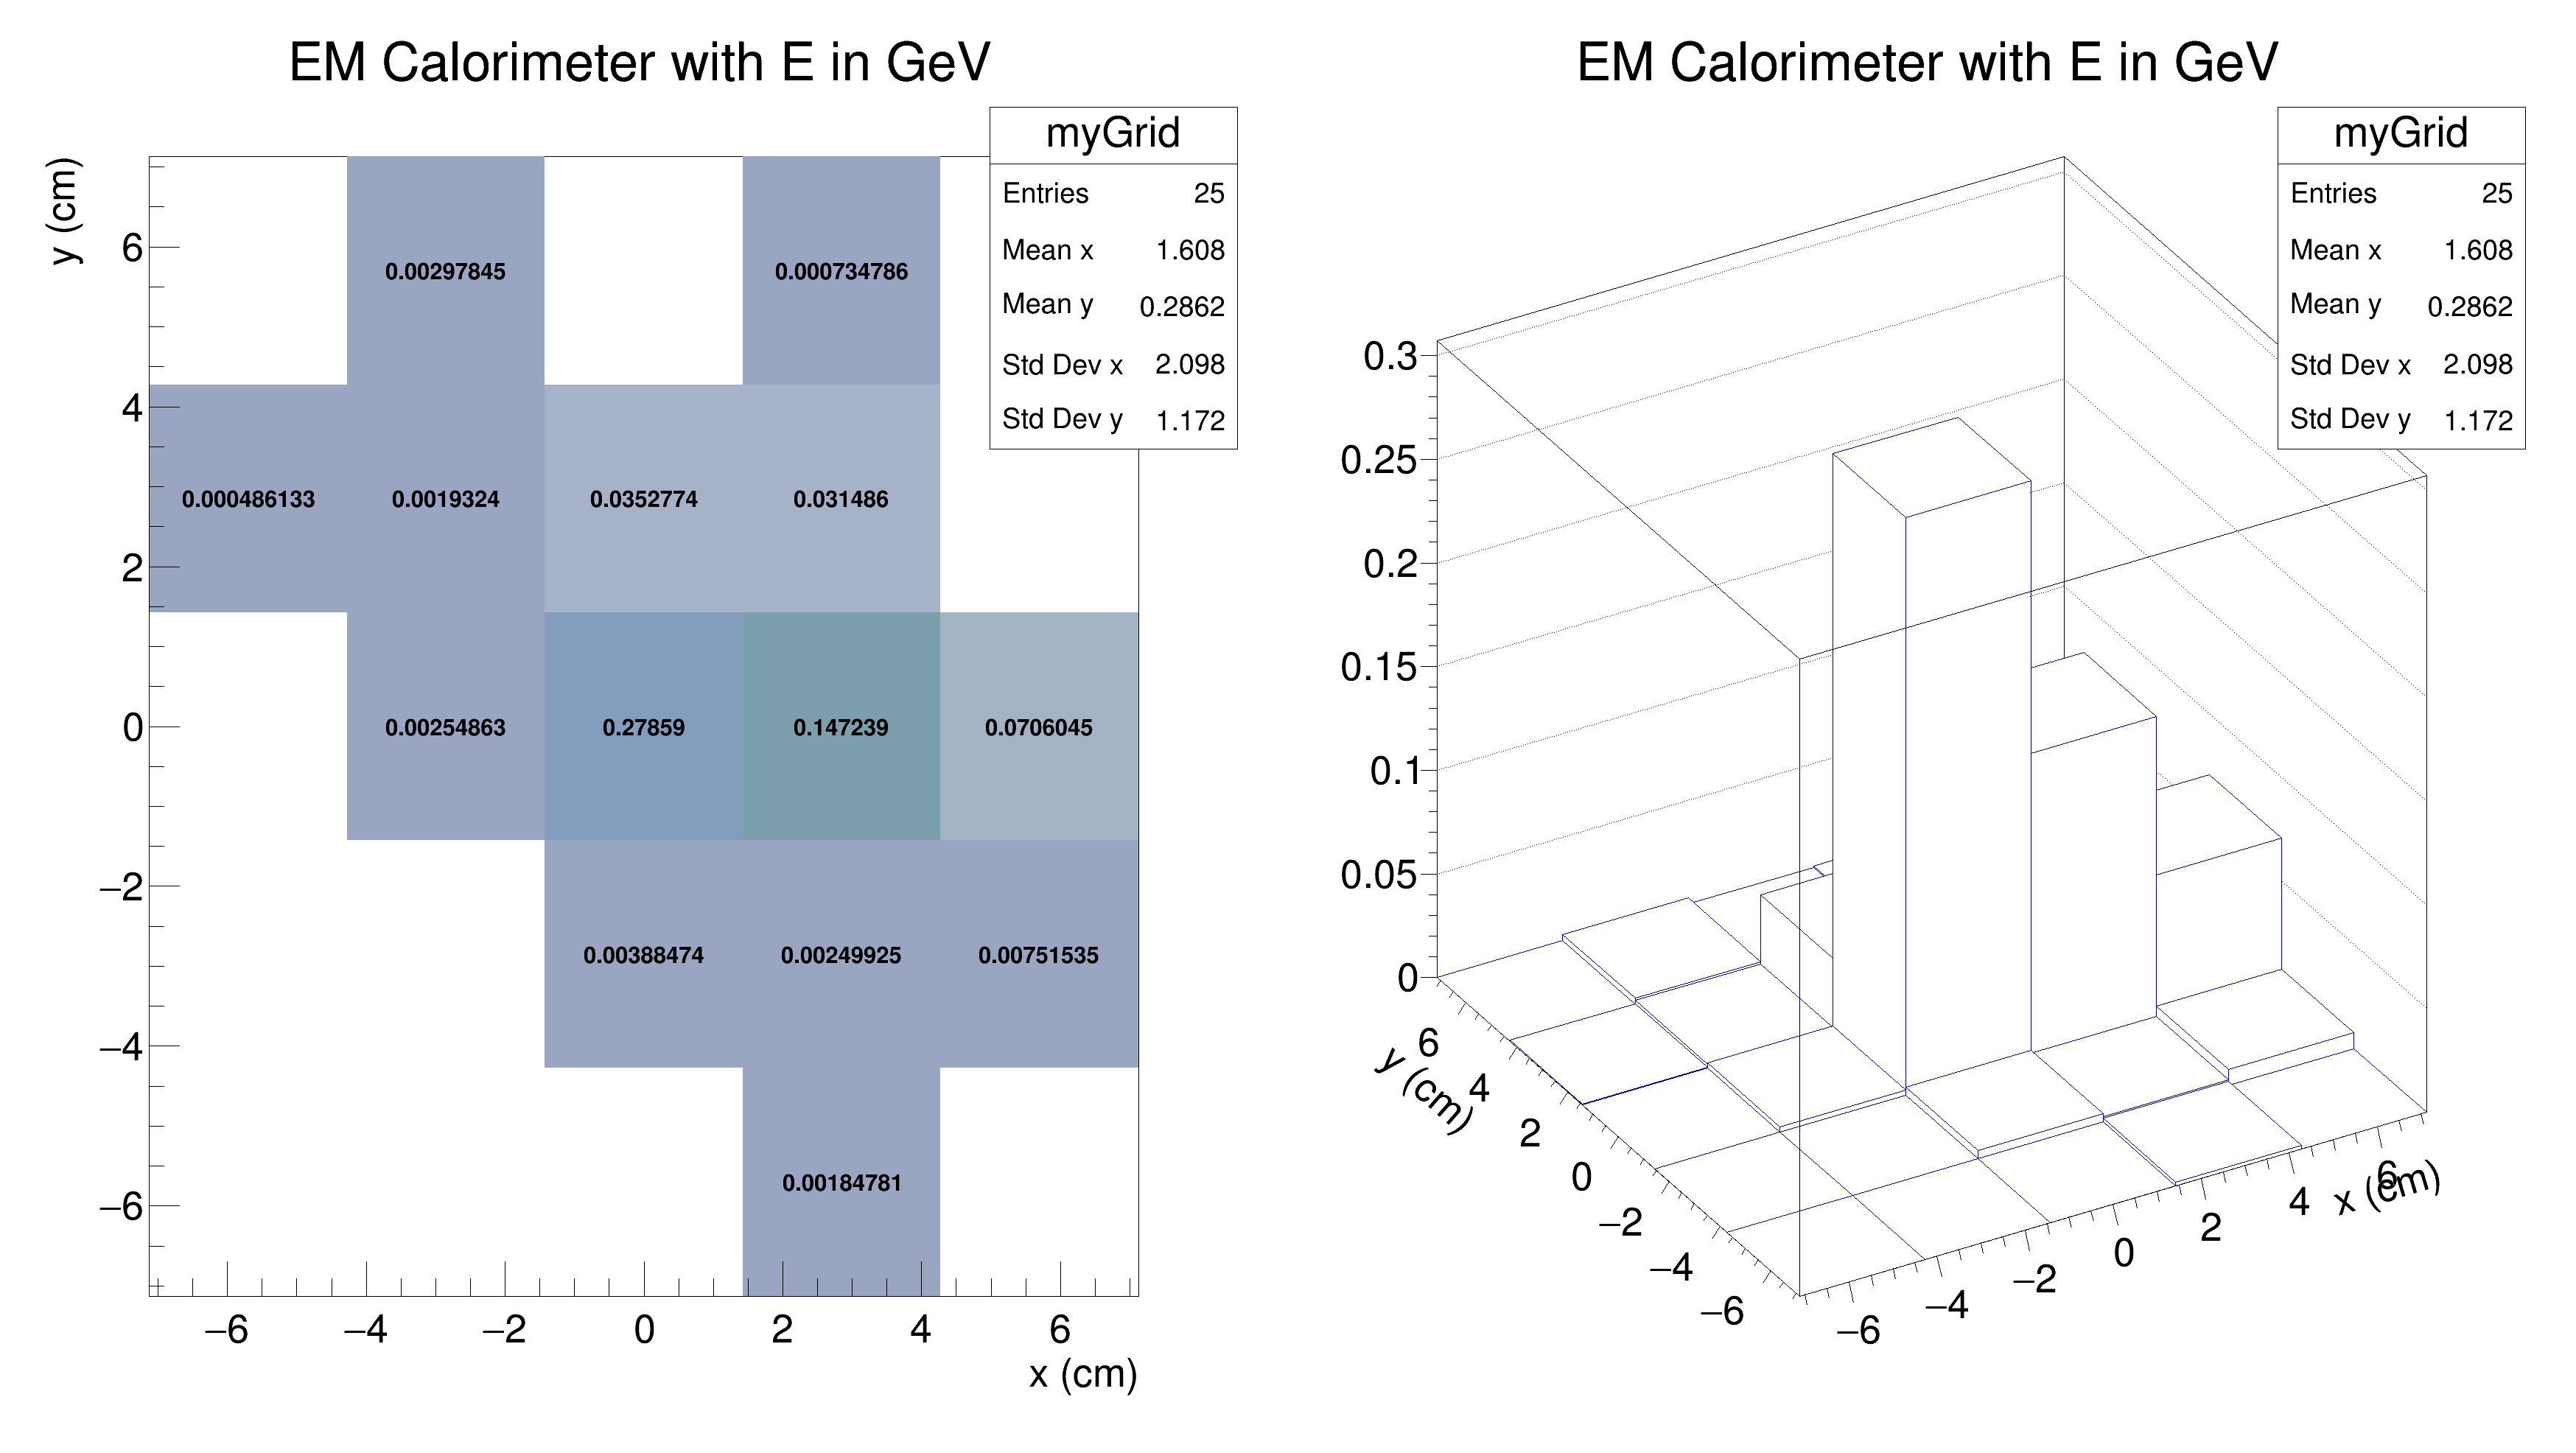 EM Calorimeter with E in GeV
myGrid
Entries 25
Mean x 1.608
Mean y 0.2862
Std Dev x 2.098
Std Dev y 1.172
y (cm)
6
4
2
0
−2
−4
−6
0.00297845 0.000734786
0.000486133 0.0019324 0.0352774 0.031486
0.00254863 0.27859 0.147239 0.0706045
0.00388474 0.00249925 0.00751535
0.00184781
−6 −4 −2 0 2 4 6
x (cm)
EM Calorimeter with E in GeV
myGrid
Entries 25
Mean x 1.608
Mean y 0.2862
Std Dev x 2.098
Std Dev y 1.172
0.3
0.25
0.2
0.15
0.1
0.05
0
y (cm)
6
4
2
0
−2
−4
−6
−6 −4 −2 0 2 4 6
x (cm)